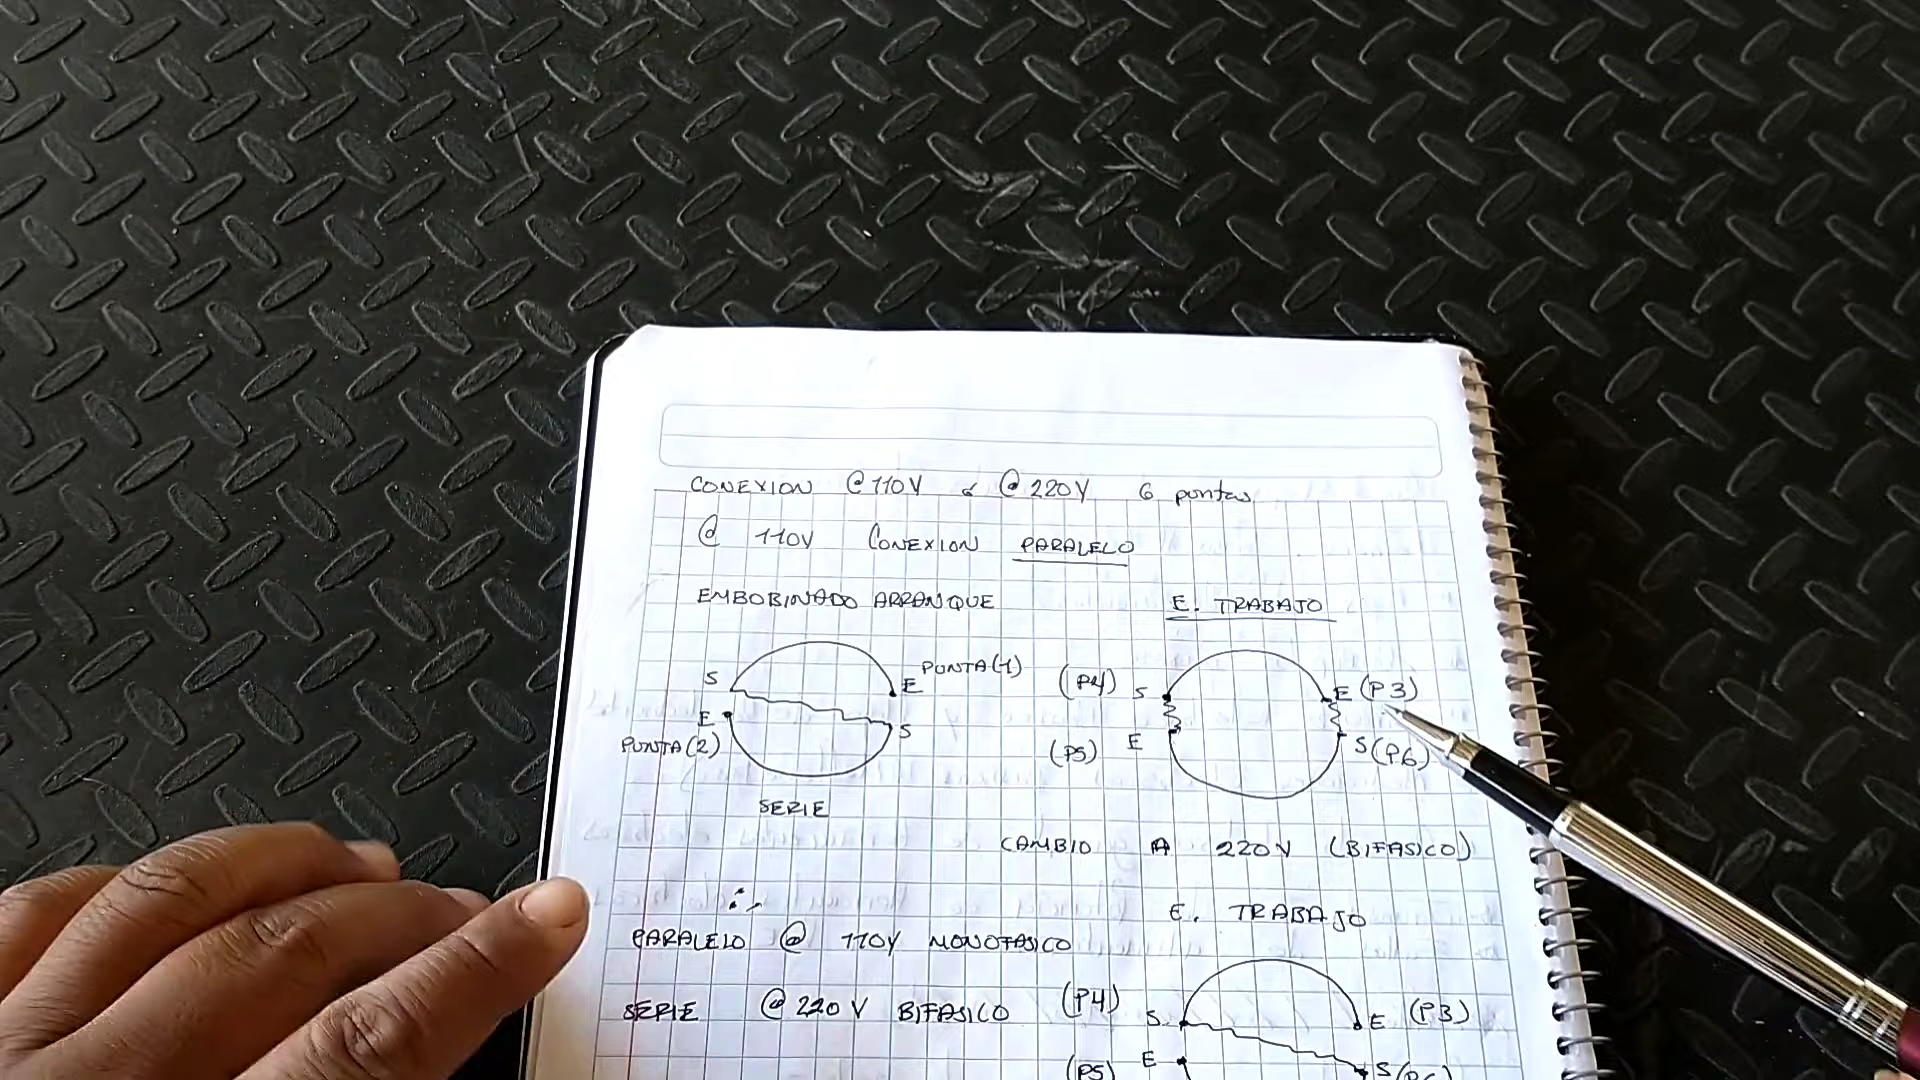 CONEXION @ 110V ó @ 220V 6 puntas
@ 110V CONEXION PARALELO
EMBOBINADO ARRANQUE
E. TRABAJO
S
E
PUNTA(1)
E
S
PUNTA(2)
SERIE
(P4) S
E (P3)
(P5) E
S(P6)
CAMBIO A 220V (BIFASICO)
E. TRABAJO
PARALELO @ 110V MONOFASICO
SERIE @ 220V BIFASICO
(P4) S
E (P3)
(P5) E
S(P6)